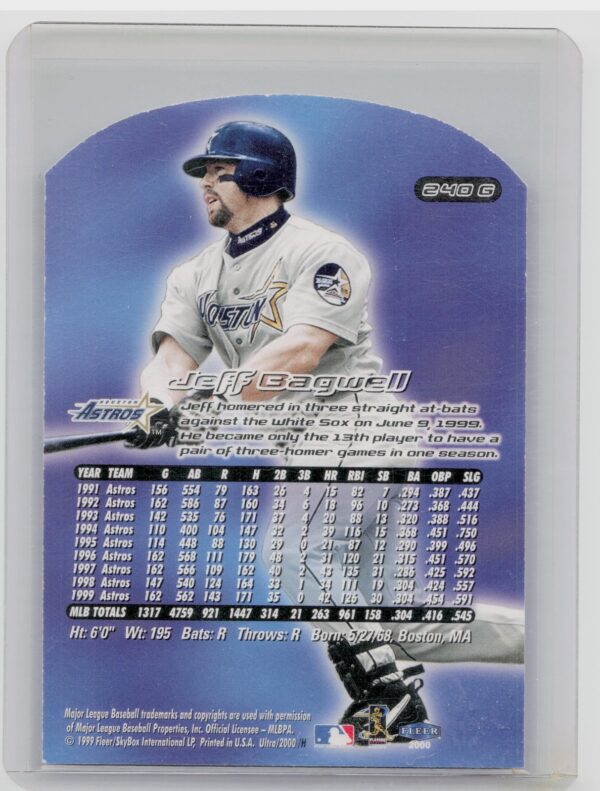 240 G
ASTROS
HOUSTON
Jeff Bagwell
HOUSTON
ASTROS
TM
Jeff homered in three straight at-bats
against the White Sox on June 9, 1999.
He became only the 13th player to have a
pair of three-homer games in one season.
YEAR TEAM G AB R H 2B 3B HR RBI SB BA OBP SLG
1991 Astros 156 554 79 163 26 4 15 82 7 .294 .387 .437
1992 Astros 162 586 87 160 34 6 18 96 10 .273 .368 .444
1993 Astros 142 535 76 171 37 4 20 88 13 .320 .388 .516
1994 Astros 110 400 104 147 32 2 39 116 15 .368 .451 .750
1995 Astros 114 448 88 130 29 0 21 87 12 .290 .399 .496
1996 Astros 162 568 111 179 48 2 31 120 .315 .451 .570
1997 Astros 162 566 109 162 40 2 43 135 31 .286 .425 .592
1998 Astros 147 540 124 164 33 1 34 111 .304 .424 .557
1999 Astros 162 562 143 171 35 0 42 .304 .454 .591
MLB TOTALS 1317 4759 921 1447 314 21 263 961 158 .304 .416 .545
Ht: 6'0" Wt: 195 Bats: R Throws: R Born: 5/27/68, Boston, MA
Major League Baseball trademarks and copyrights are used with permission
of Major League Baseball Properties, Inc. Official Licensee – MLBPA.
© 1999 Fleer/SkyBox International LP, Printed in U.S.A. Ultra/2000/H
FLEER
2000